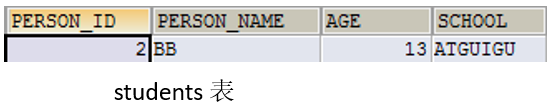 PERSON_ID PERSON_NAME AGE SCHOOL
2 BB 13 ATGUIGU
students 表